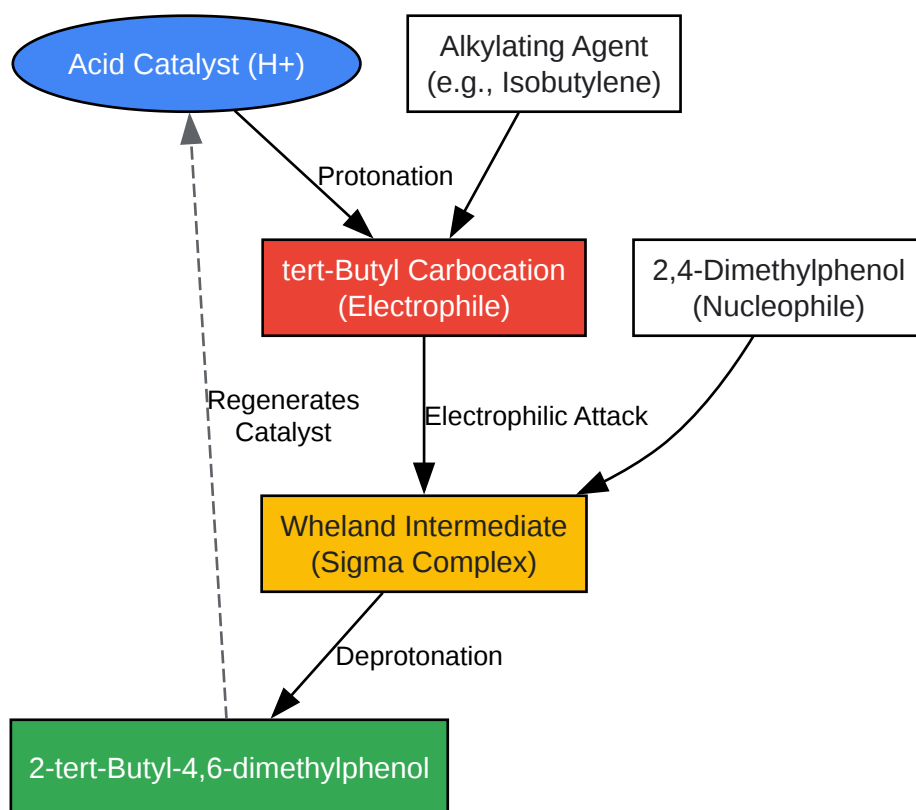 Acid Catalyst (H+)
Alkylating Agent
(e.g., Isobutylene)
Protonation
tert-Butyl Carbocation
(Electrophile)
2,4-Dimethylphenol
(Nucleophile)
Regenerates
Catalyst
Electrophilic Attack
Wheland Intermediate
(Sigma Complex)
Deprotonation
2-tert-Butyl-4,6-dimethylphenol